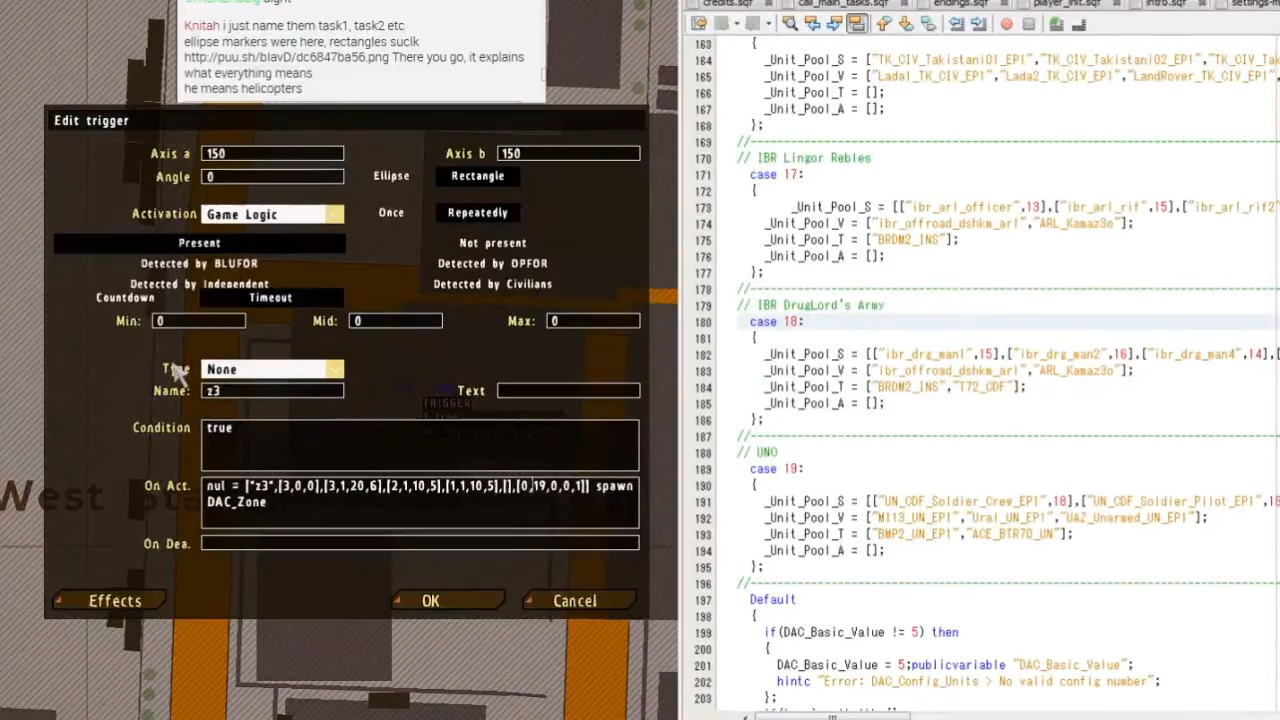 alright
Knitah i just name them task1, task2 etc
ellipse markers were here, rectangles suclk
http://puu.sh/blavD/dc6847ba56.png There you go, it explains
what everything means
he means helicopters
Edit trigger
Axis a 150 Axis b 150
Angle 0 Ellipse Rectangle
Activation Game Logic Once Repeatedly
Present Not present
Detected by BLUFOR Detected by OPFOR
Detected by Independent Detected by Civilians
Countdown Timeout
Min: 0 Mid: 0 Max: 0
None
Name: z3 Text
TRIGGER
Condition true
On Act. nul = ["z3",[3,0,0],[3,1,20,6],[2,1,10,5],[1,1,10,5],[],[0,19,0,0,1]] spawn
DAC_Zone
On Dea.
Effects OK Cancel
West
credits.sqf call_main_tasks.sqf endings.sqf player_init.sqf intro.sqf
163 {
164 _Unit_Pool_S = ["TK_CIV_Takistani01_EP1","TK_CIV_Takistani02_EP1",
165 _Unit_Pool_V = ["Lada1_TK_CIV_EP1","Lada2_TK_CIV_EP1","LandRover_TK_CIV_EP1"
166 _Unit_Pool_T = [];
167 _Unit_Pool_A = [];
168 };
169 //
170 // IBR Lingor Rebles
171 case 17:
172 {
173 _Unit_Pool_S = [["ibr_arl_officer",13],["ibr_arl_rif",15],["ibr_arl_rif2"
174 _Unit_Pool_V = ["ibr_offroad_dshkm_arl","ARL_Kamaz3o"];
175 _Unit_Pool_T = ["BRDM2_INS"];
176 _Unit_Pool_A = [];
177 };
178 //
179 // IBR DrugLord's Army
180 case 18:
181 {
182 _Unit_Pool_S = [["ibr_drg_man1",15],["ibr_drg_man2",16],["ibr_drg_man4",14],[
183 _Unit_Pool_V = ["ibr_offroad_dshkm_arl","ARL_Kamaz3o"];
184 _Unit_Pool_T = ["BRDM2_INS","T72_CDF"];
185 _Unit_Pool_A = [];
186 };
187 //
188 // UNO
189 case 19:
190 {
191 _Unit_Pool_S = [["UN_CDF_Soldier_Crew_EP1",18],["UN_CDF_Soldier_Pilot_EP1",18
192 _Unit_Pool_V = ["M113_UN_EP1","Ural_UN_EP1","UAZ_Unarmed_UN_EP1"];
193 _Unit_Pool_T = ["BMP2_UN_EP1","ACE_BTR70_UN"];
194 _Unit_Pool_A = [];
195 };
196 //
197 Default
198 {
199 if(DAC_Basic_Value != 5) then
200 {
201 DAC_Basic_Value = 5;publicvariable "DAC_Basic_Value";
202 hintc "Error: DAC_Config_Units > No valid config number";
203 };